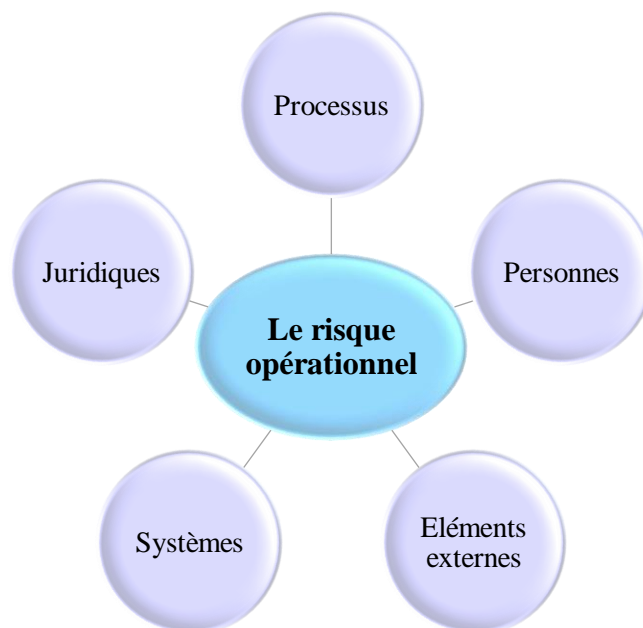 Processus
Juridiques
Personnes
Le risque
opérationnel
Systèmes
Eléments
externes